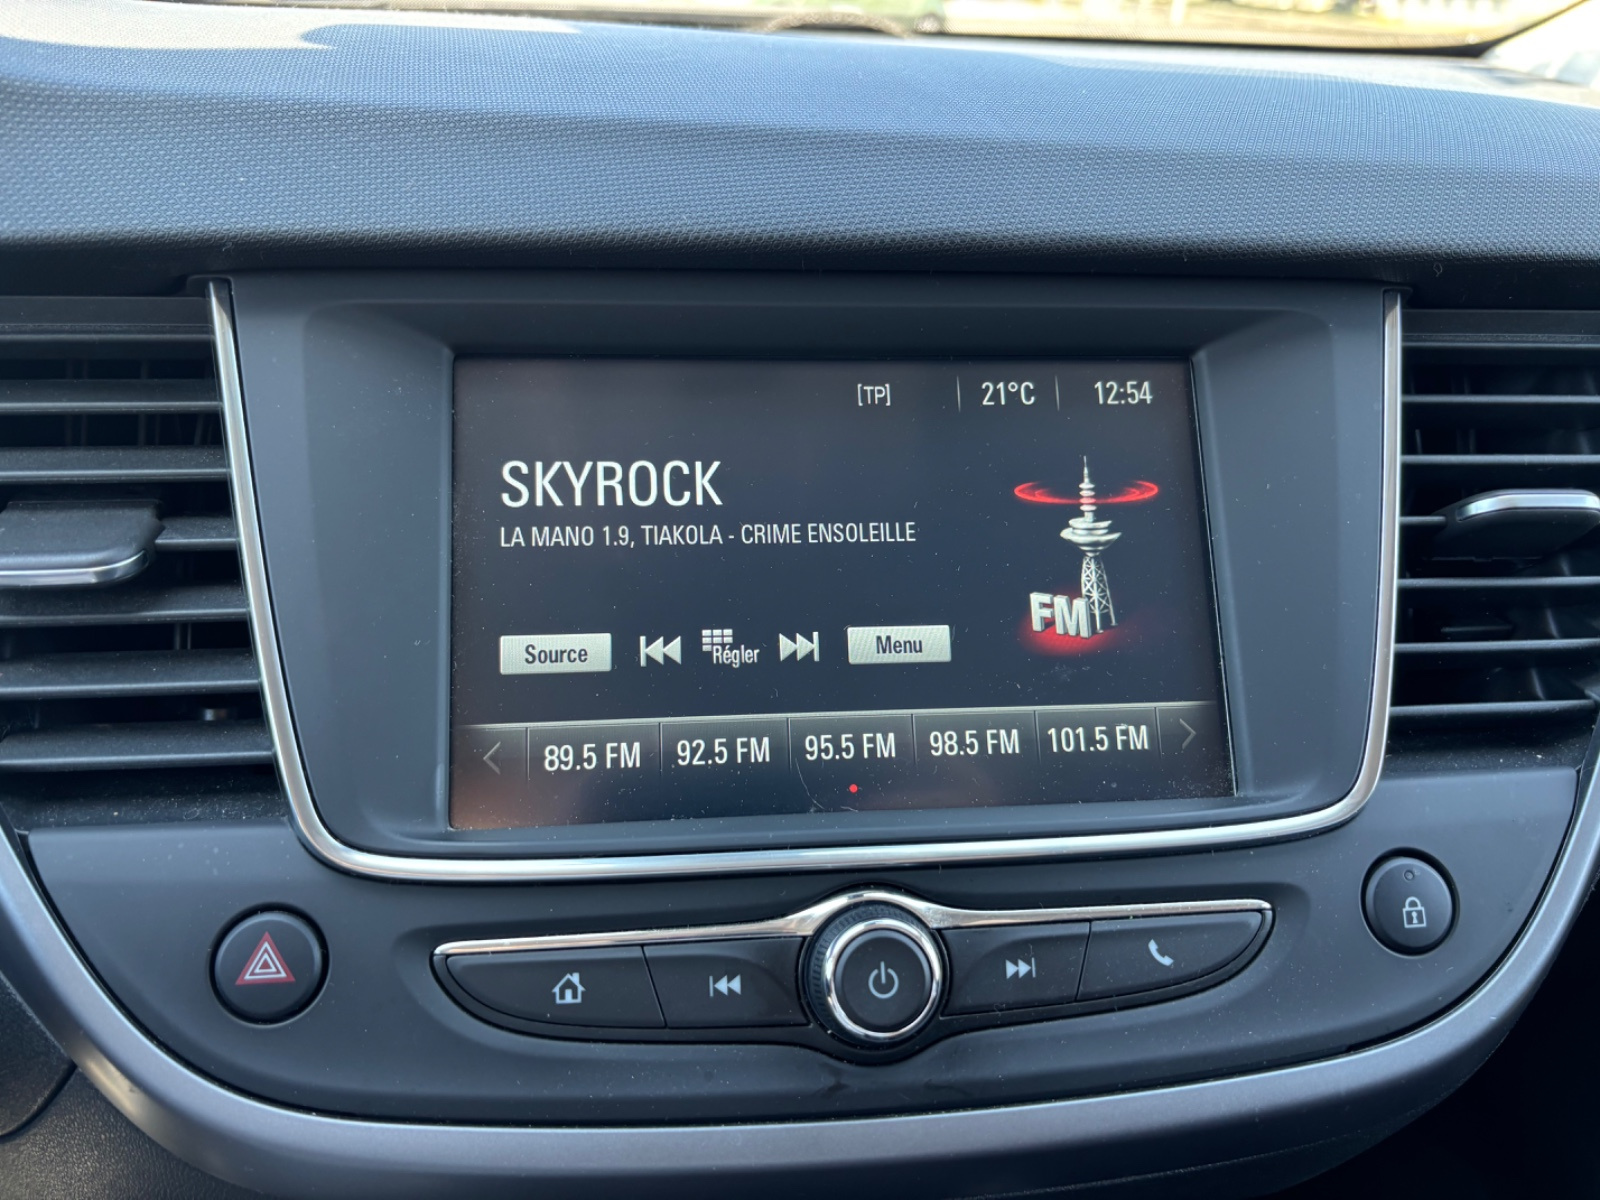 [TP] 21°C 12:54
SKYROCK
LA MANO 1.9, TIAKOLA - CRIME ENSOLEILLE
FM
Source Régler Menu
89.5 FM 92.5 FM 95.5 FM 98.5 FM 101.5 FM